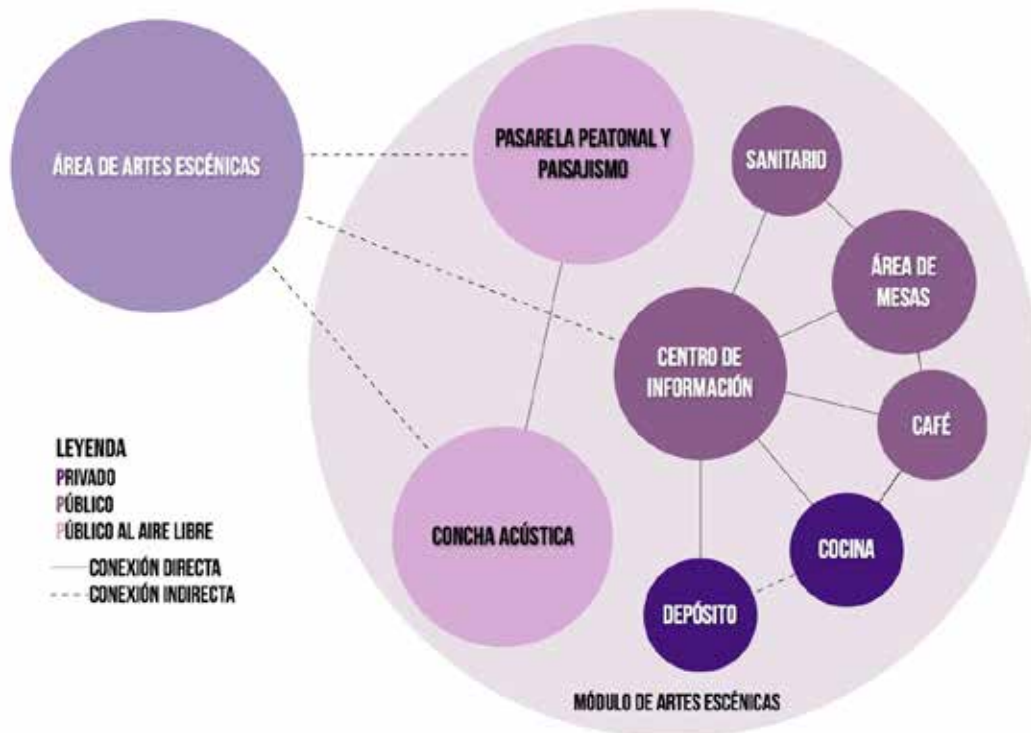 ÁREA DE ARTES ESCÉNICAS
PASARELA PEATONAL Y
PAISAJISMO
SANITARIO
ÁREA DE
MESAS
CENTRO DE
INFORMACIÓN
CAFÉ
LEYENDA
PRIVADO
PÚBLICO
PÚBLICO AL AIRE LIBRE
CONEXIÓN DIRECTA
CONEXIÓN INDIRECTA
CONCHA ACÚSTICA
COCINA
DEPÓSITO
MÓDULO DE ARTES ESCÉNICAS